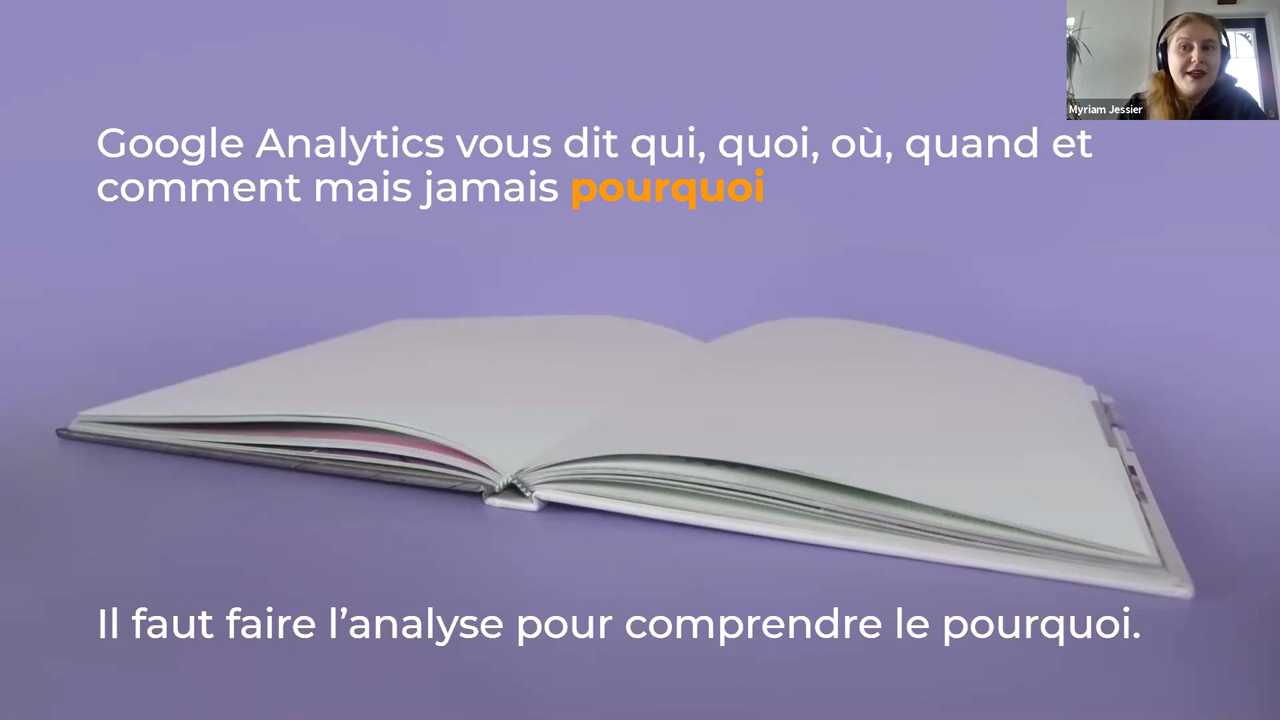 Myriam Jessier
Google Analytics vous dit qui, quoi, où, quand et
comment mais jamais pourquoi
Il faut faire l’analyse pour comprendre le pourquoi.